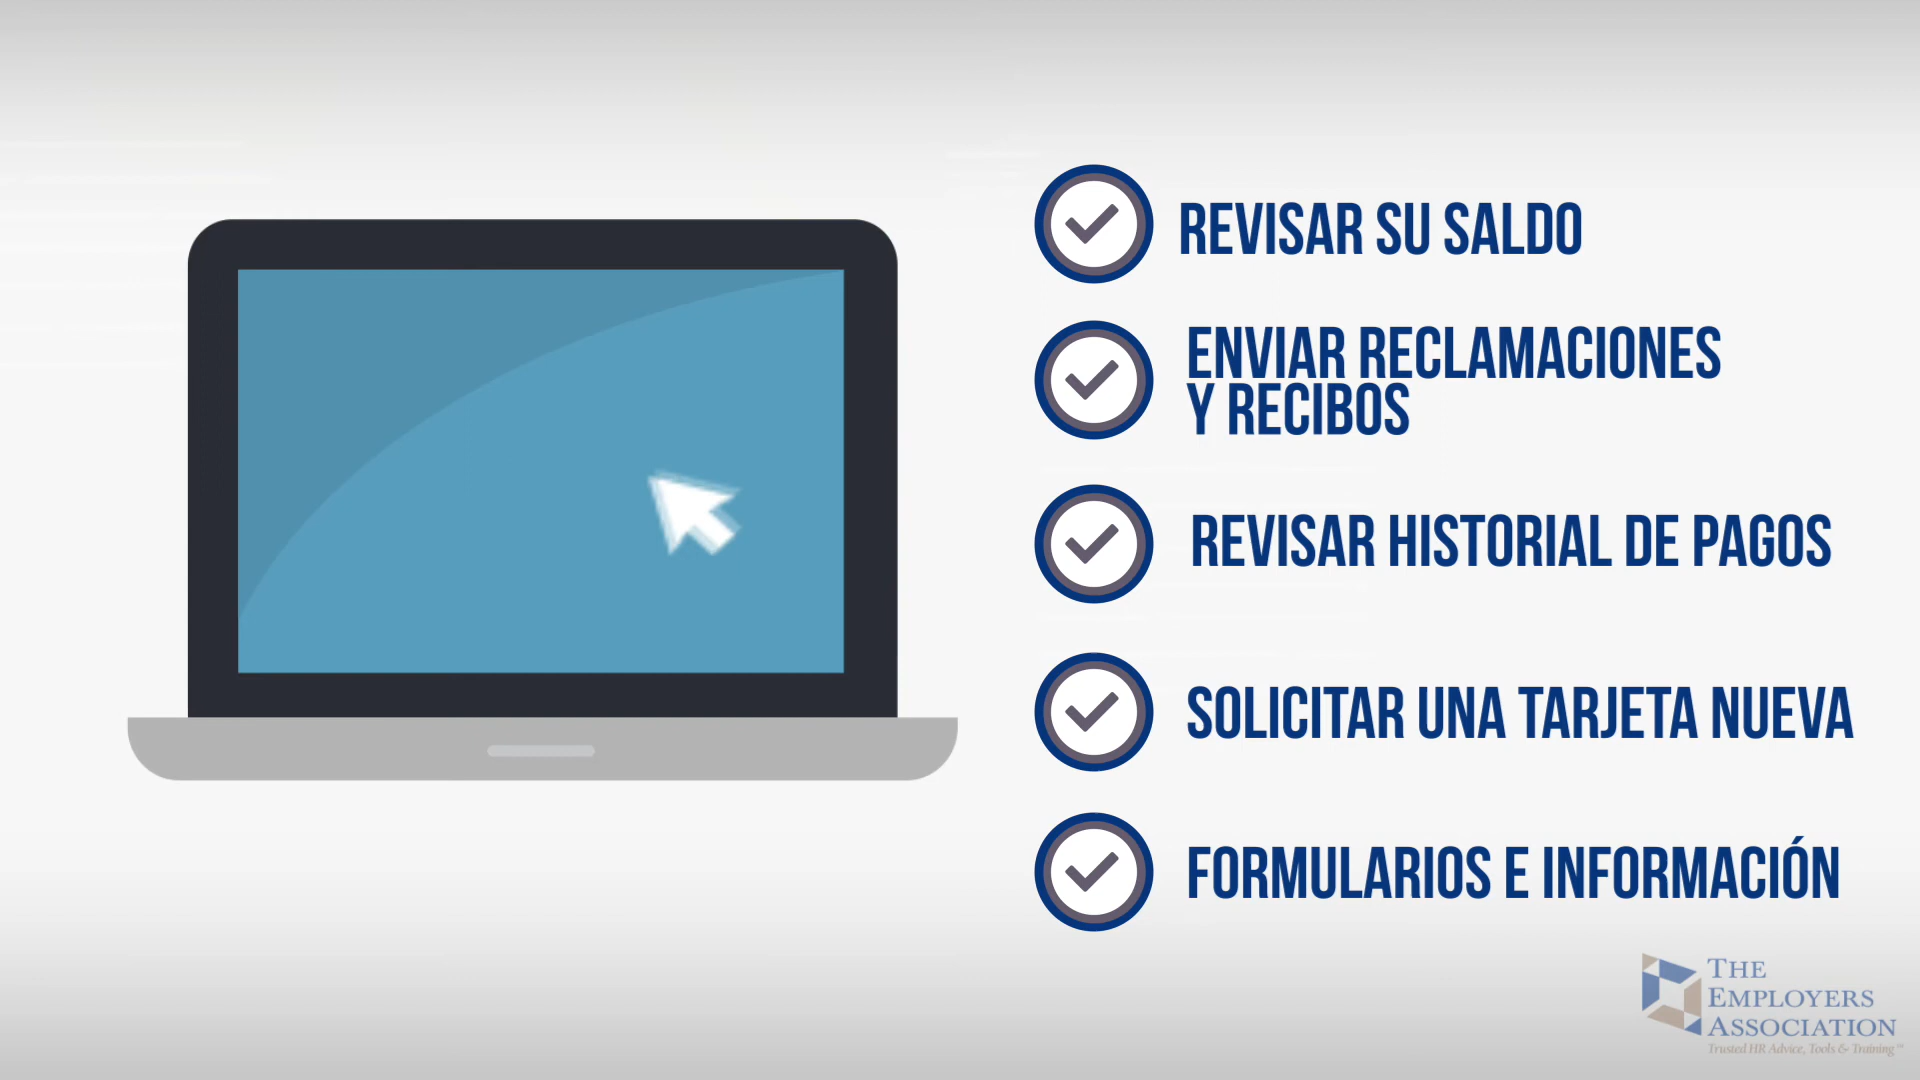 REVISAR SU SALDO
ENVIAR RECLAMACIONES
Y RECIBOS
REVISAR HISTORIAL DE PAGOS
SOLICITAR UNA TARJETA NUEVA
FORMULARIOS E INFORMACIÓN
THE
EMPLOYERS
ASSOCIATION
Trusted HR Advice, Tools & Training